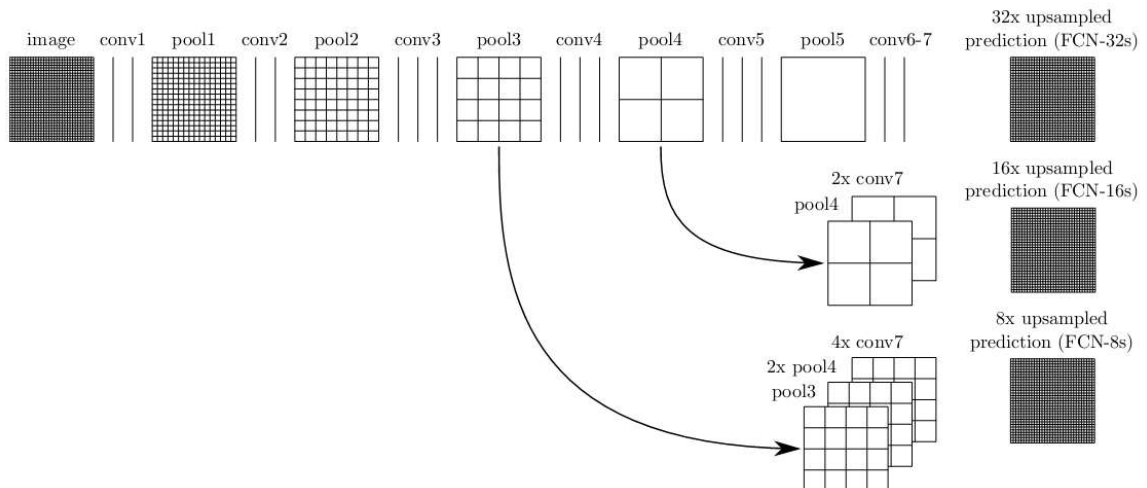 image
conv1
pool1
conv2
pool2
conv3
pool3
conv4
pool4
conv5
pool5
conv6-7
32x upsampled
prediction (FCN-32s)
2x conv7
pool4
16x upsampled
prediction (FCN-16s)
4x conv7
2x pool4
pool3
8x upsampled
prediction (FCN-8s)